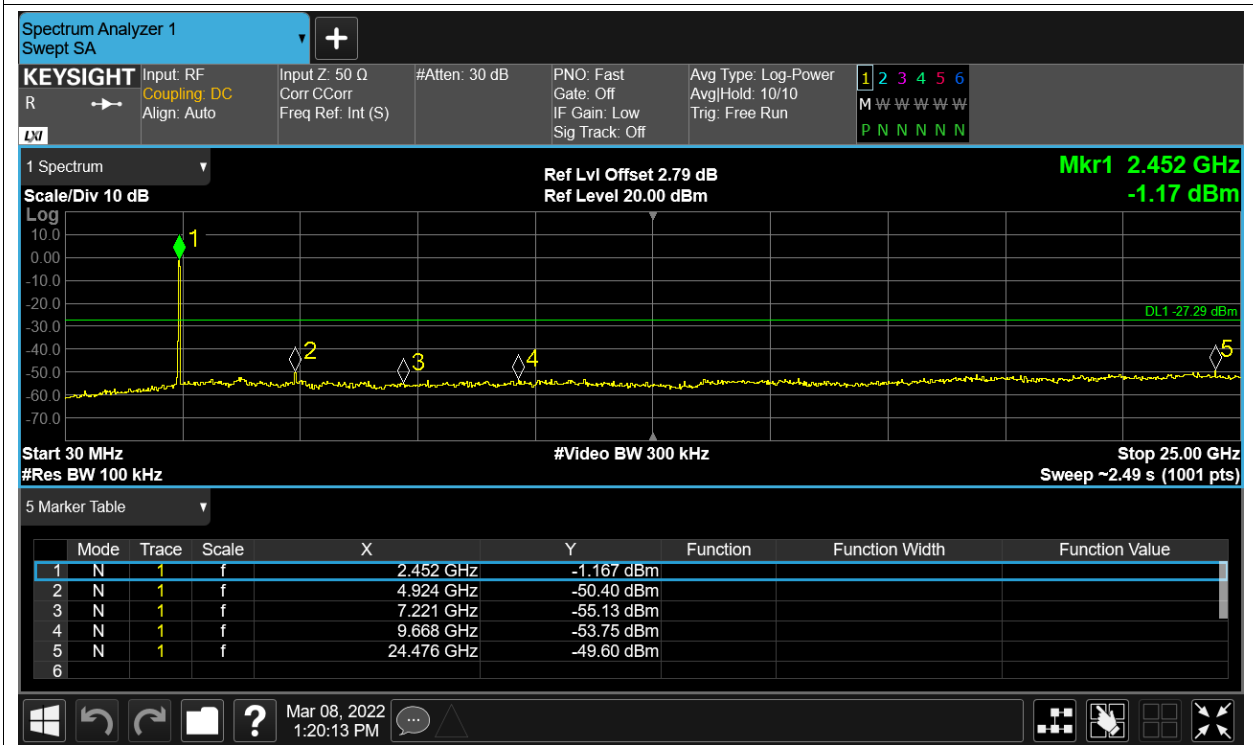 Spectrum Analyzer 1
Swept SA
+
KEYSIGHT Input: RF Input Z: 50 Ω #Atten: 30 dB PNO: Fast Avg Type: Log-Power 1 2 3 4 5 6
R Coupling: DC Corr CCorr Gate: Off Avg|Hold: 10/10 M W W W W W
Align: Auto Freq Ref: Int (S) IF Gain: Low Trig: Free Run
LXI Sig Track: Off P N N N N N
1 Spectrum Ref Lvl Offset 2.79 dB Mkr1 2.452 GHz
Scale/Div 10 dB Ref Level 20.00 dBm -1.17 dBm
Log
10.0
1
0.00
-10.0
-20.0
DL1 -27.29 dBm
-30.0
-40.0
2 3 4 5
-50.0
-60.0
-70.0
Start 30 MHz #Video BW 300 kHz Stop 25.00 GHz
#Res BW 100 kHz Sweep ~2.49 s (1001 pts)
5 Marker Table
Mode Trace Scale X Y Function Function Width Function Value
1 N 1 f 2.452 GHz -1.167 dBm
2 N 1 f 4.924 GHz -50.40 dBm
3 N 1 f 7.221 GHz -55.13 dBm
4 N 1 f 9.668 GHz -53.75 dBm
5 N 1 f 24.476 GHz -49.60 dBm
6
? Mar 08, 2022
1:20:13 PM